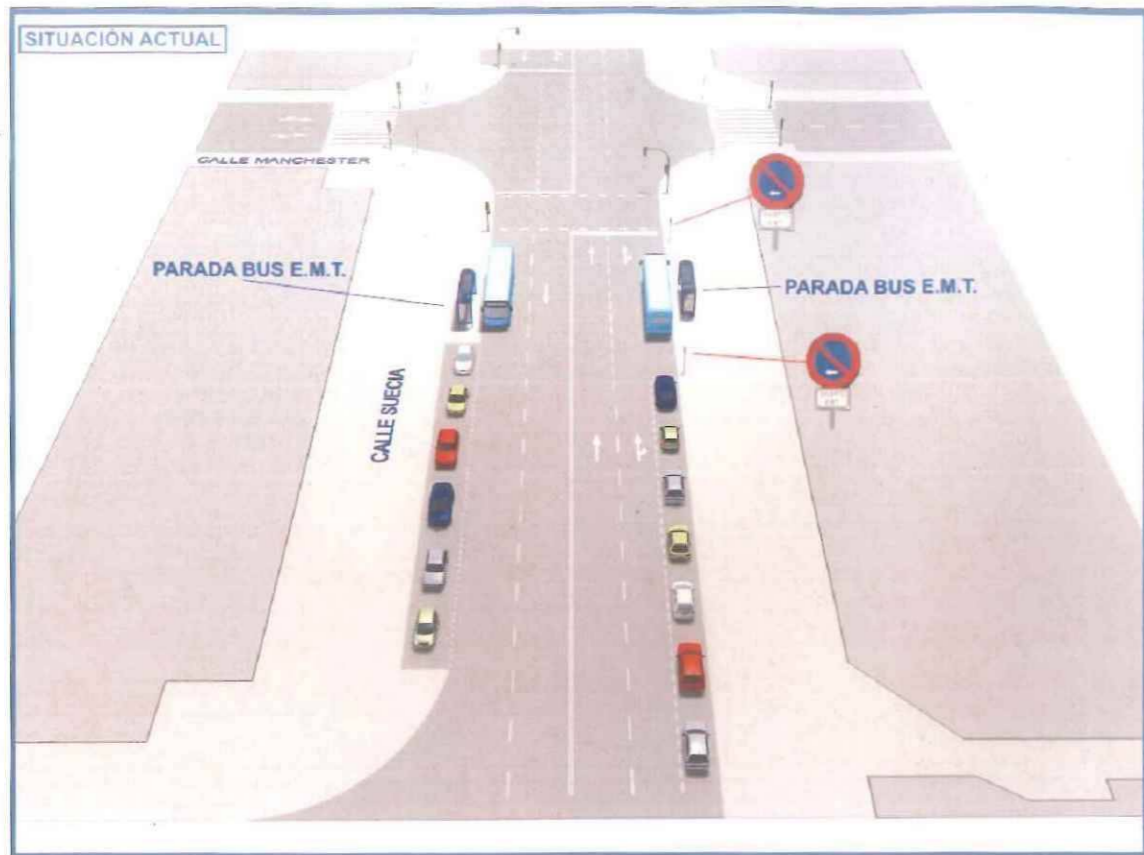 SITUACIÓN ACTUAL
CALLE MANCHESTER
PARADA BUS E.M.T.
PARADA BUS E.M.T.
CALLE SUECIA